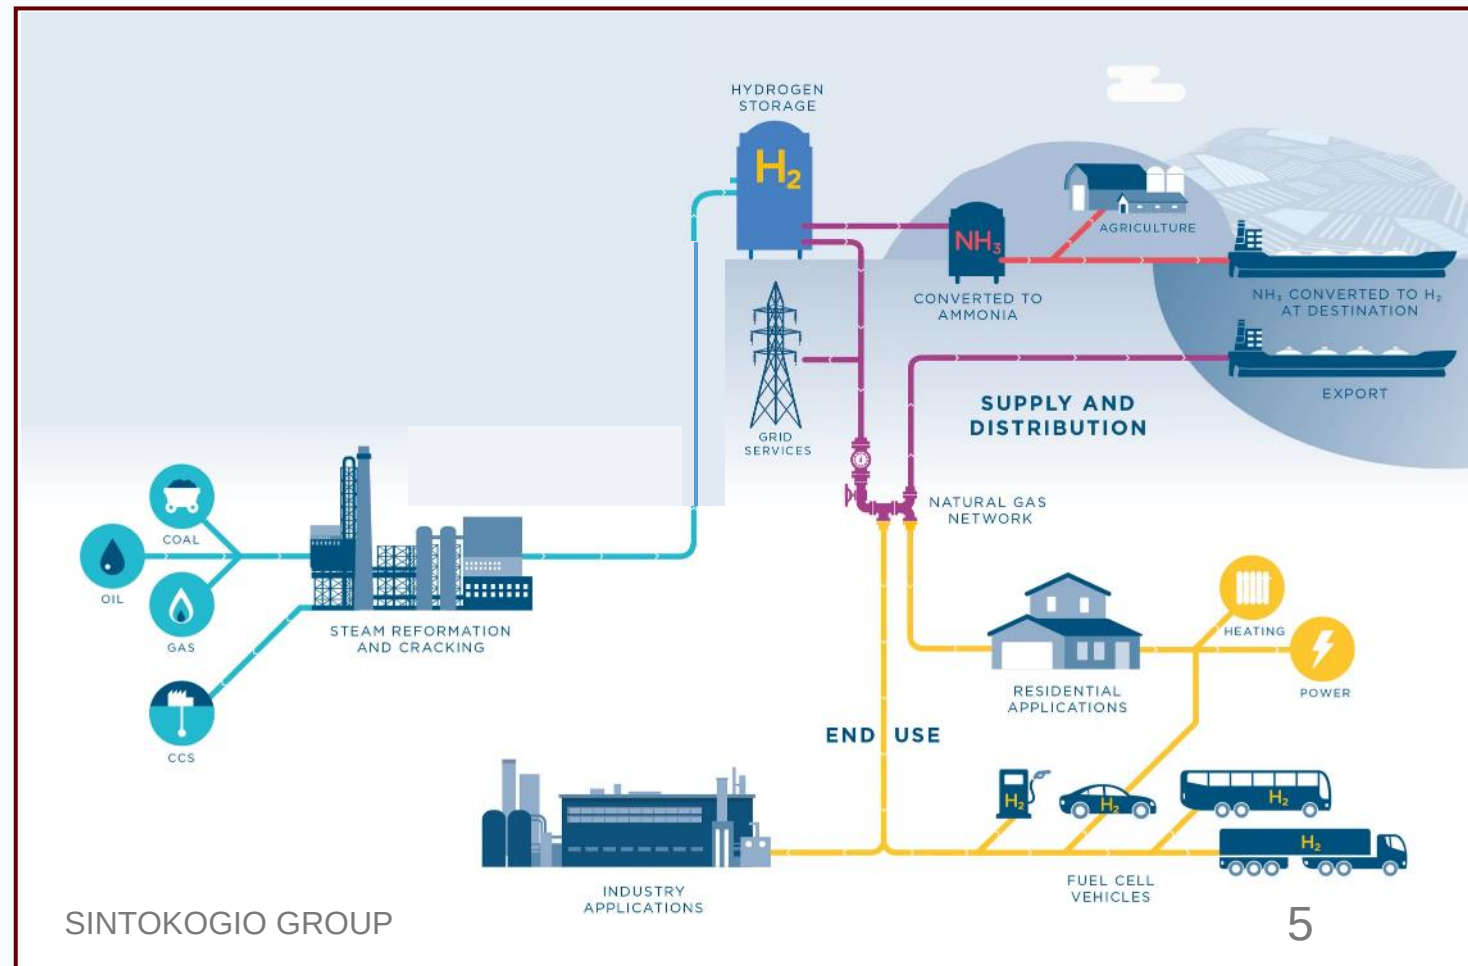 HYDROGEN
STORAGE
H2
NH3
CONVERTED TO
AMMONIA
AGRICULTURE
NH3 CONVERTED TO H2
AT DESTINATION
EXPORT
SUPPLY AND
DISTRIBUTION
GRID
SERVICES
NATURAL GAS
NETWORK
COAL
OIL
GAS
CCS
STEAM REFORMATION
AND CRACKING
HEATING
POWER
RESIDENTIAL
APPLICATIONS
END USE
H2
H2
H2
H2
FUEL CELL
VEHICLES
INDUSTRY
APPLICATIONS
SINTOKOGIO GROUP
5